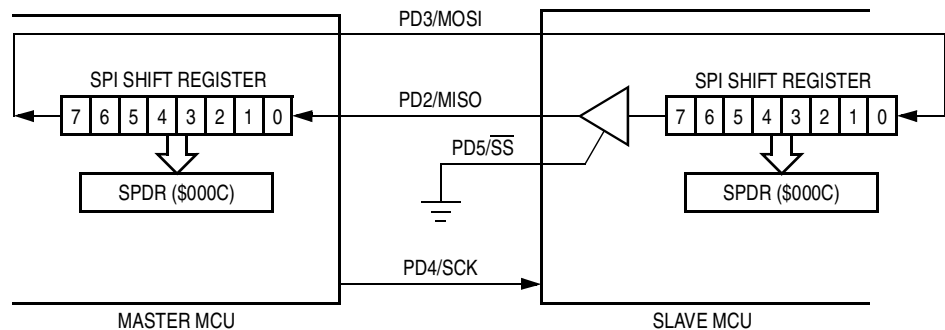 PD3/MOSI
SPI SHIFT REGISTER
SPI SHIFT REGISTER
PD2/MISO
7 6 5 4 3 2 1 0
7 6 5 4 3 2 1 0
PD5/S̅S̅
SPDR ($000C)
SPDR ($000C)
PD4/SCK
MASTER MCU
SLAVE MCU